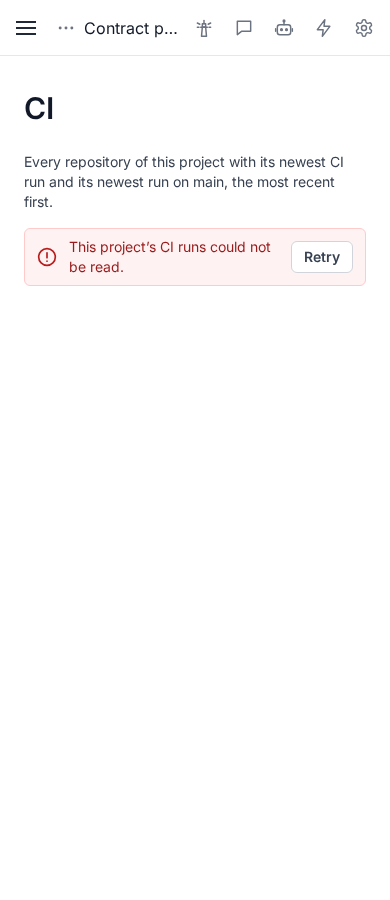 Contract p…
CI
Every repository of this project with its newest CI
run and its newest run on main, the most recent
first.
This project’s CI runs could not
be read.
Retry